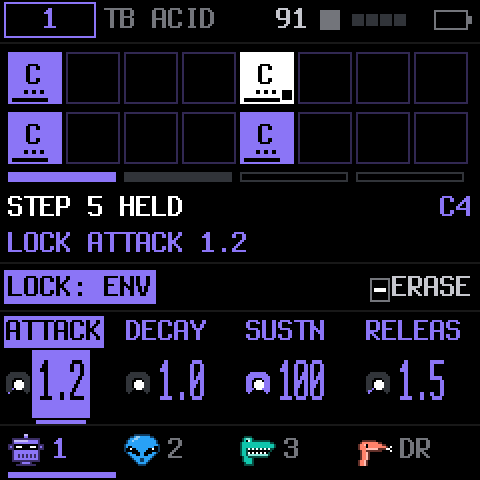 1 TB ACID 91
C C
C C
STEP 5 HELD C4
LOCK ATTACK 1.2
LOCK: ENV ERASE
ATTACK DECAY SUSTN RELEAS
1.2 1.0 100 1.5
1 2 3 DR